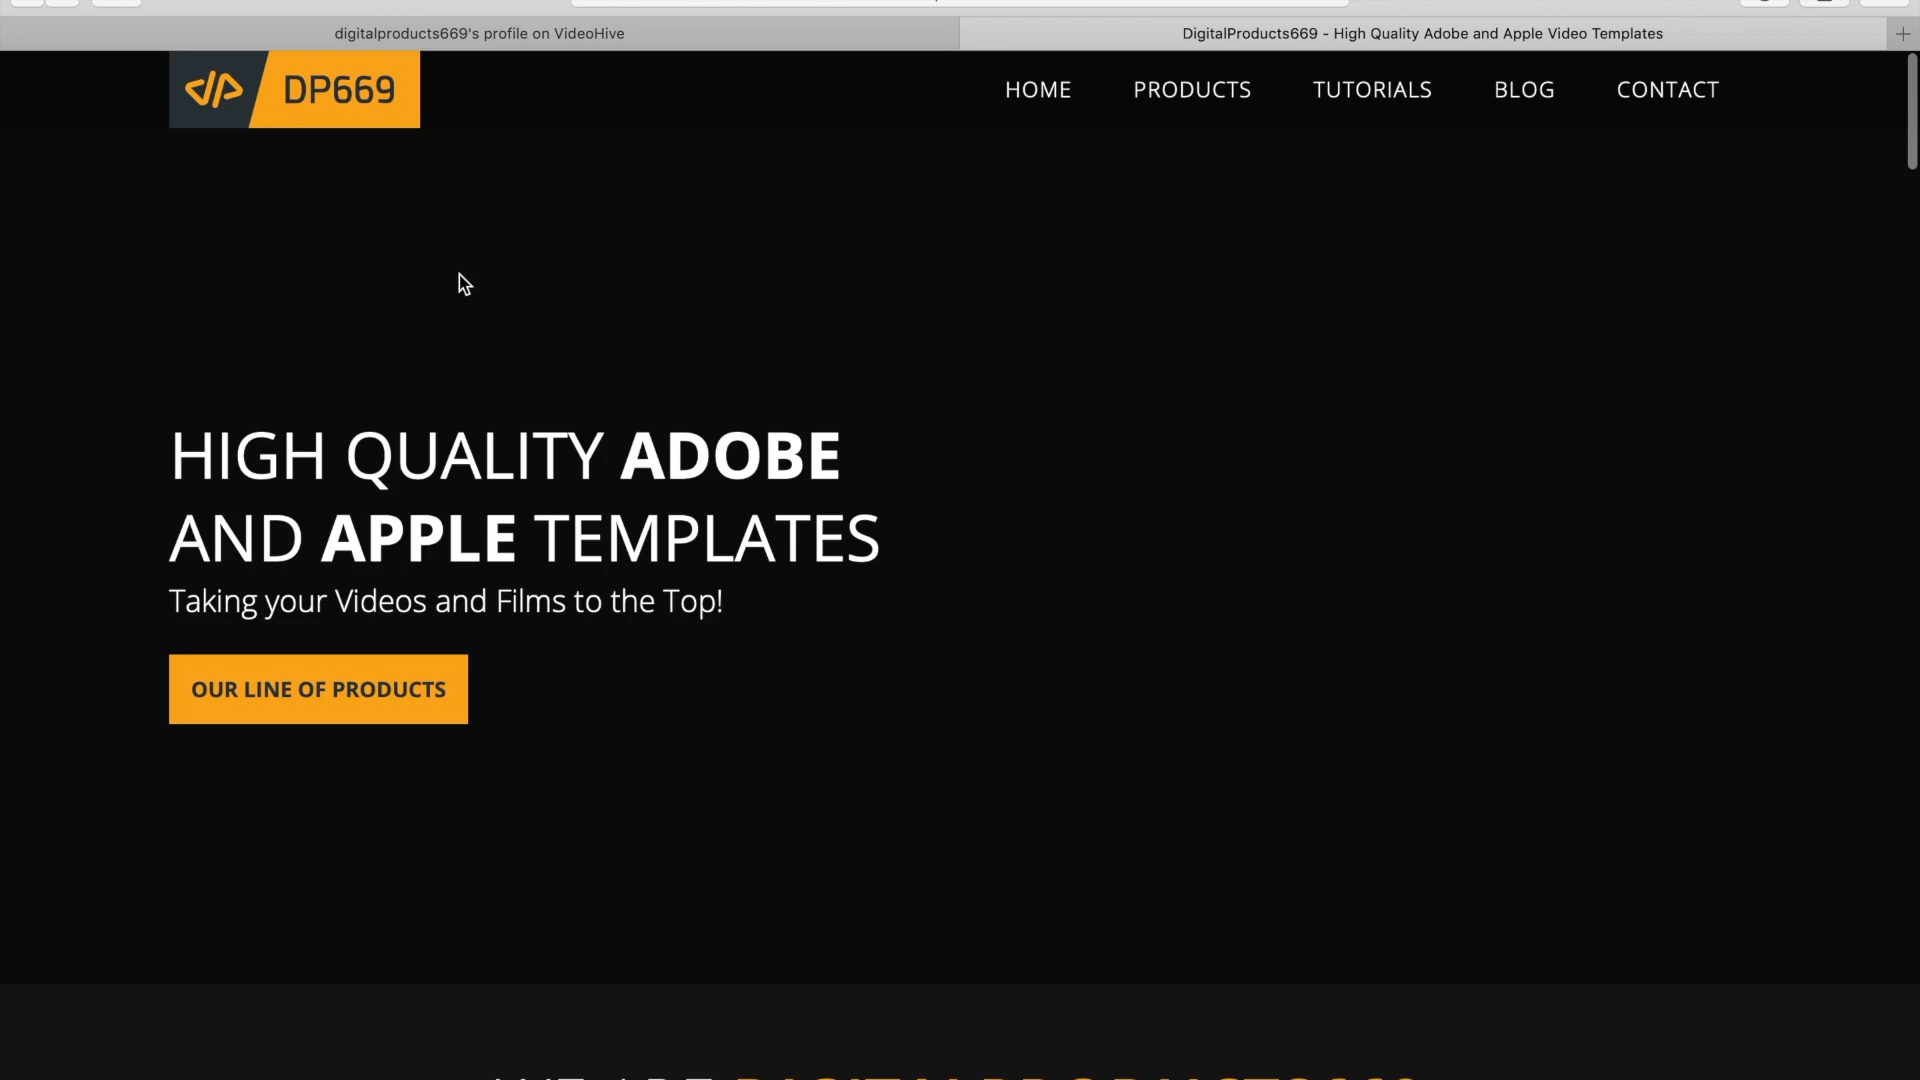 digitalproducts669's profile on VideoHive
DigitalProducts669 - High Quality Adobe and Apple Video Templates
DP669
HOME
PRODUCTS
TUTORIALS
BLOG
CONTACT
HIGH QUALITY ADOBE
AND APPLE TEMPLATES
Taking your Videos and Films to the Top!
OUR LINE OF PRODUCTS